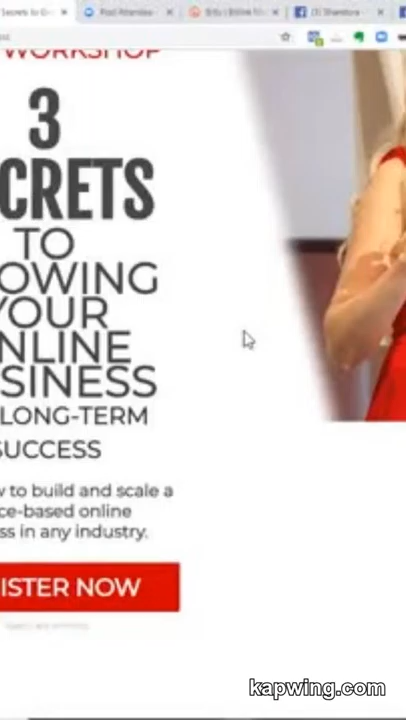 WORKSHOP
3
CRETS
TO
OWING
YOUR
NLINE
SINESS
LONG-TERM
SUCCESS
w to build and scale a
ce-based online
ss in any industry.
ISTER NOW
kapwing.com